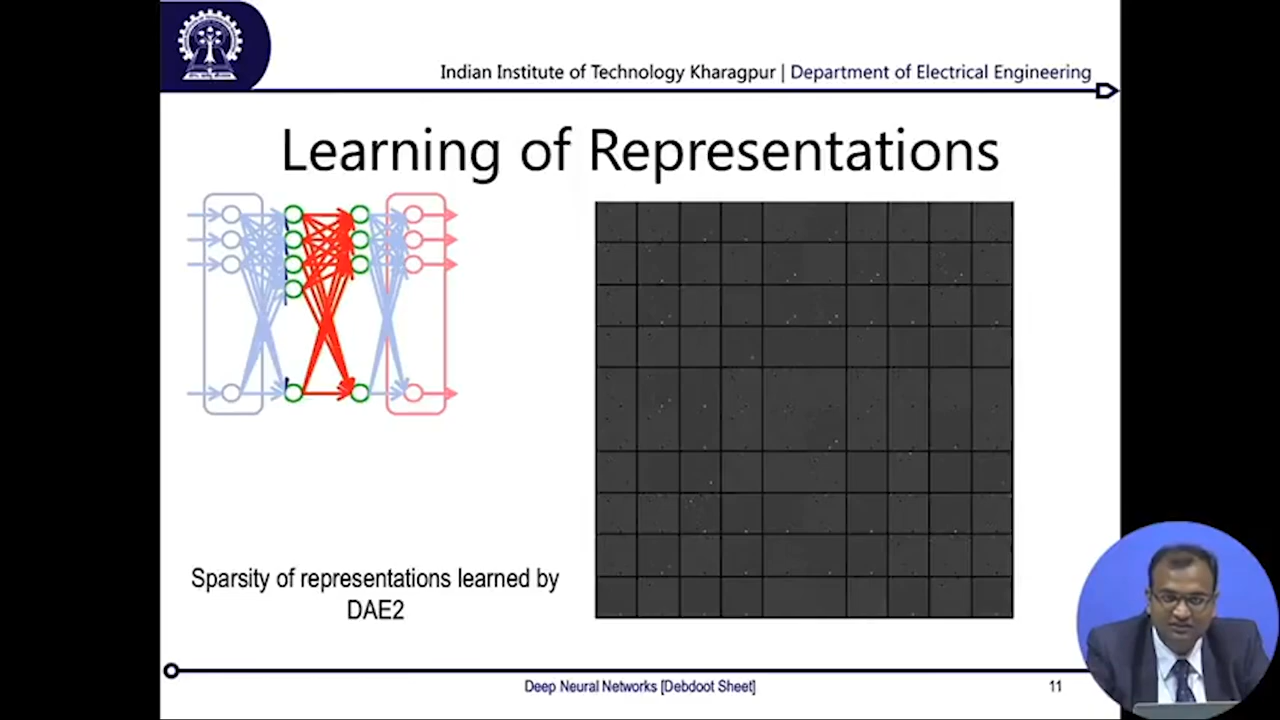 Indian Institute of Technology Kharagpur | Department of Electrical Engineering
Learning of Representations
Sparsity of representations learned by
DAE2
Deep Neural Networks [Debdoot Sheet]
11